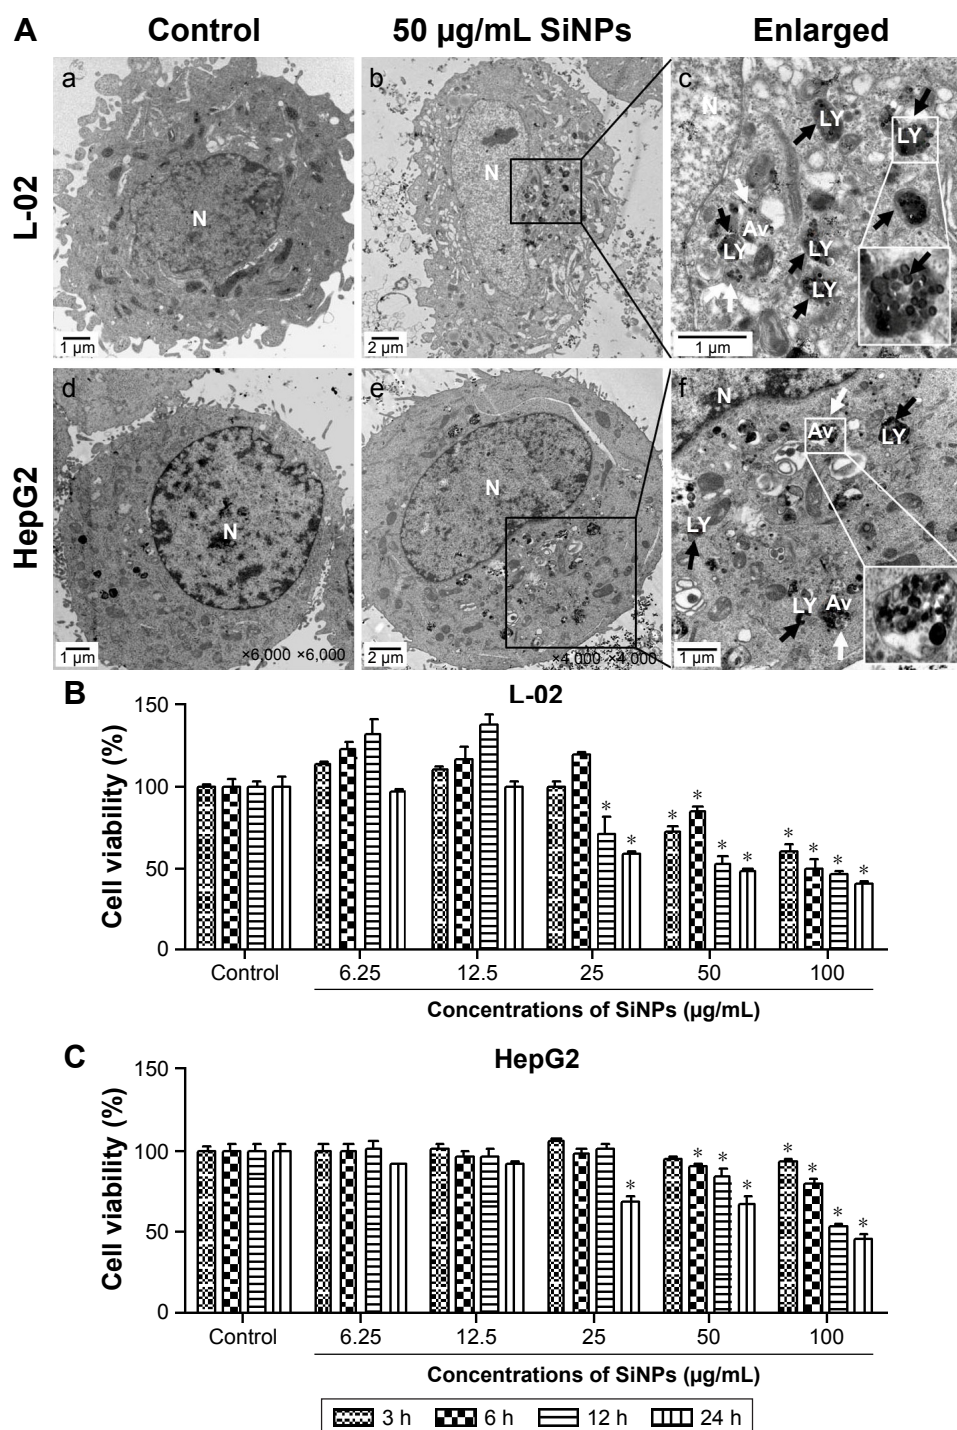 A Control 50 µg/mL SiNPs Enlarged
L-02
a
N
1 µm
b
N
2 µm
c
N
LY
LY
Av
LY
LY
LY
1 µm
HepG2
d
N
1 µm
×6,000 ×6,000
e
N
2 µm
×4,000 ×4,000
f
N
Av
LY
LY
LY
Av
1 µm
B L-02
Cell viability (%)
150
100
50
0
* * * * * * * * * *
Control 6.25 12.5 25 50 100
Concentrations of SiNPs (µg/mL)
C HepG2
Cell viability (%)
150
100
50
0
* * * * * * * *
Control 6.25 12.5 25 50 100
Concentrations of SiNPs (µg/mL)
3 h 6 h 12 h 24 h